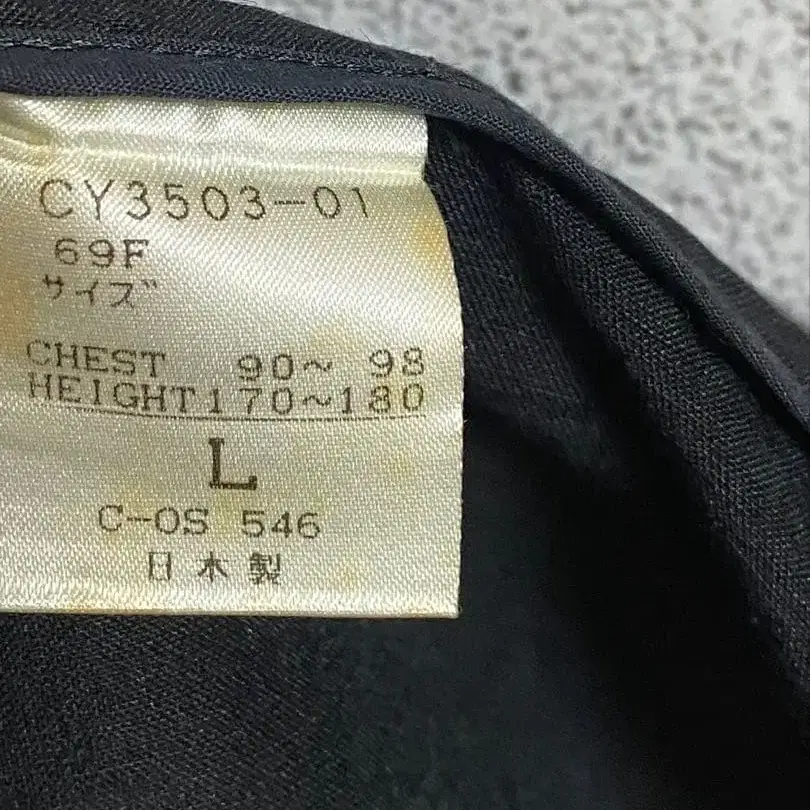 CY3503-01
69F
サイズ
CHEST 90~ 98
HEIGHT170~180
L
C-OS 546
日本製